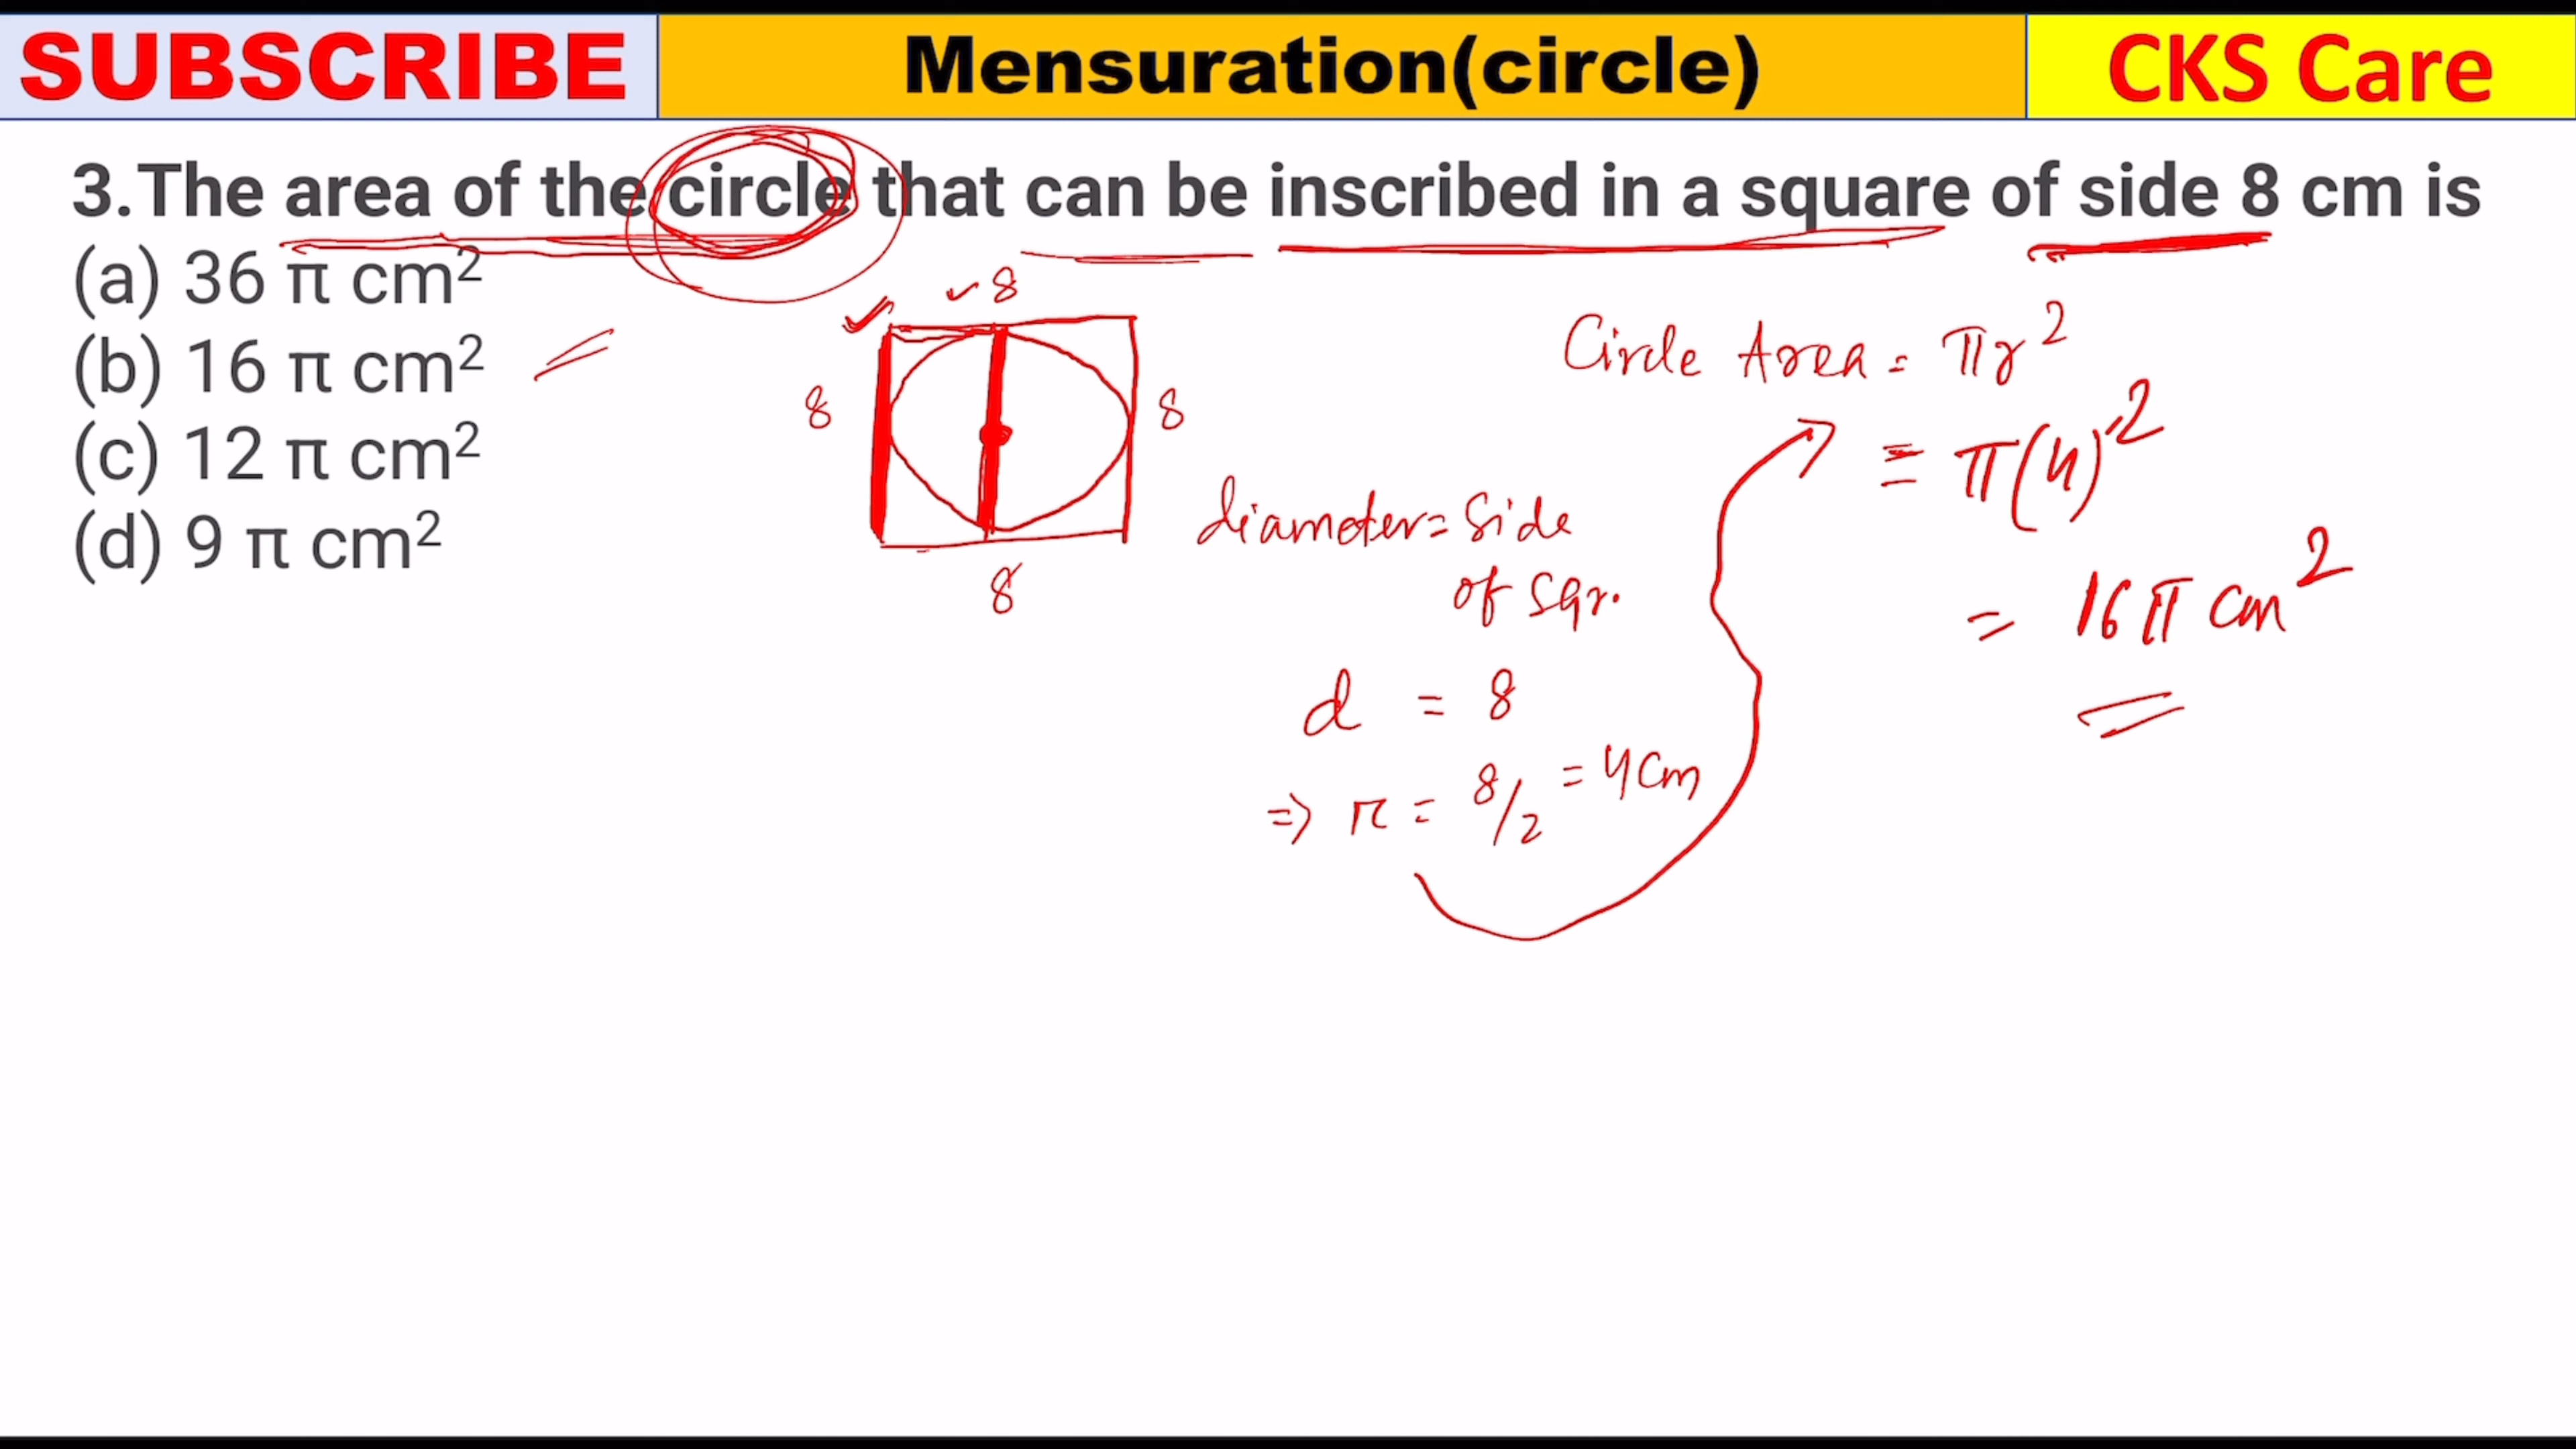 SUBSCRIBE
Mensuration(circle)
CKS Care
3.The area of the circle that can be inscribed in a square of side 8 cm is
(a) 36 π cm²
(b) 16 π cm²
(c) 12 π cm²
(d) 9 π cm²
8
8
8
8
diameter = Side
of Sqr.
d = 8
⇒ r = 8/2 = 4 Cm
Circle Area = πr²
= π(4)²
= 16π cm²